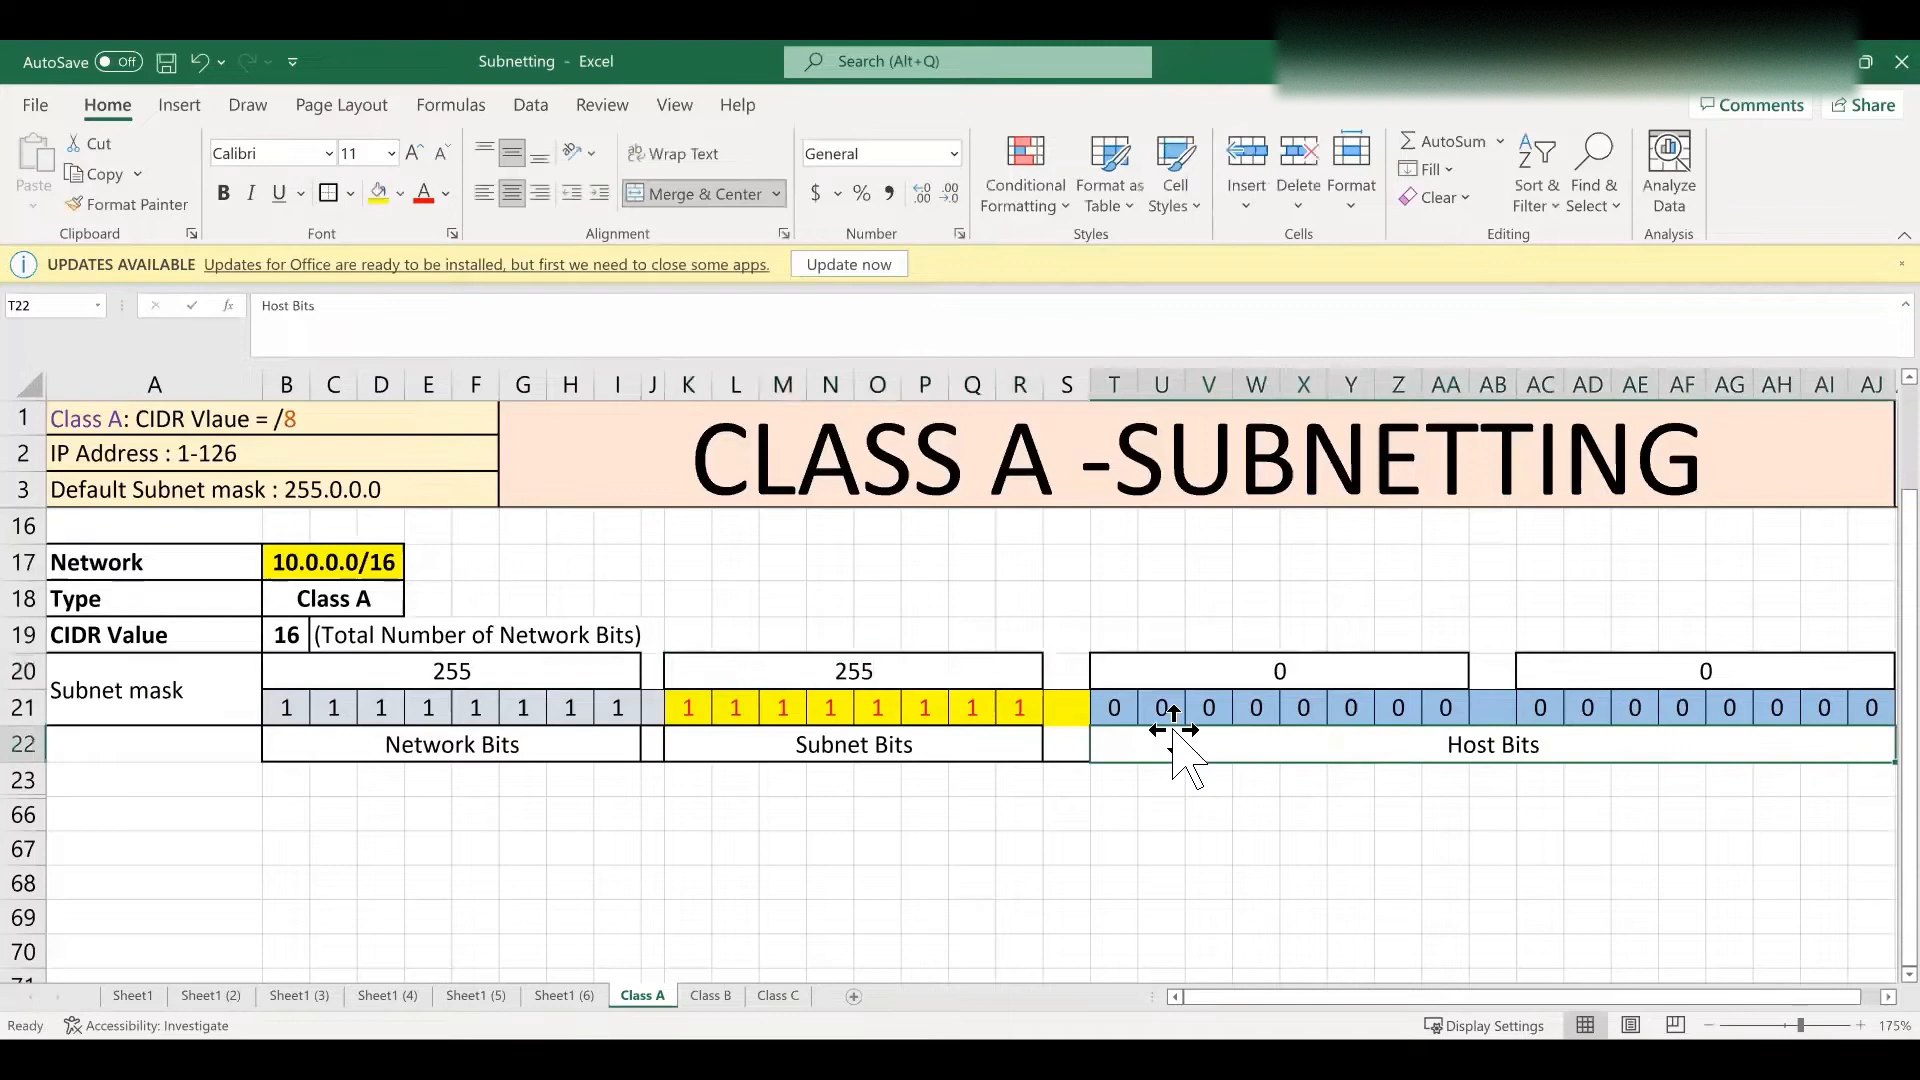 AutoSave Off
Subnetting - Excel
Search (Alt+Q)
File Home Insert Draw Page Layout Formulas Data Review View Help
Comments Share
Paste
Cut
Copy
Format Painter
Clipboard
Calibri 11
B I U
Font
Wrap Text
Merge & Center
Alignment
General
$ % ,
Number
Conditional Formatting
Format as Table
Cell Styles
Styles
Insert Delete Format
Cells
AutoSum
Fill
Clear
Sort & Filter
Find & Select
Editing
Analyze Data
Analysis
UPDATES AVAILABLE Updates for Office are ready to be installed, but first we need to close some apps. Update now
T22 fx Host Bits
A B C D E F G H I J K L M N O P Q R S T U V W X Y Z AA AB AC AD AE AF AG AH AI AJ
1 Class A: CIDR Vlaue = /8
2 IP Address : 1-126
3 Default Subnet mask : 255.0.0.0
CLASS A -SUBNETTING
16
17 Network 10.0.0.0/16
18 Type Class A
19 CIDR Value 16 (Total Number of Network Bits)
20 Subnet mask 255 255 0 0
21 1 1 1 1 1 1 1 1 1 1 1 1 1 1 1 1 0 0 0 0 0 0 0 0 0 0 0 0 0 0 0 0
22 Network Bits Subnet Bits Host Bits
23
66
67
68
69
70
Sheet1 Sheet1 (2) Sheet1 (3) Sheet1 (4) Sheet1 (5) Sheet1 (6) Class A Class B Class C
Ready Accessibility: Investigate Display Settings 175%